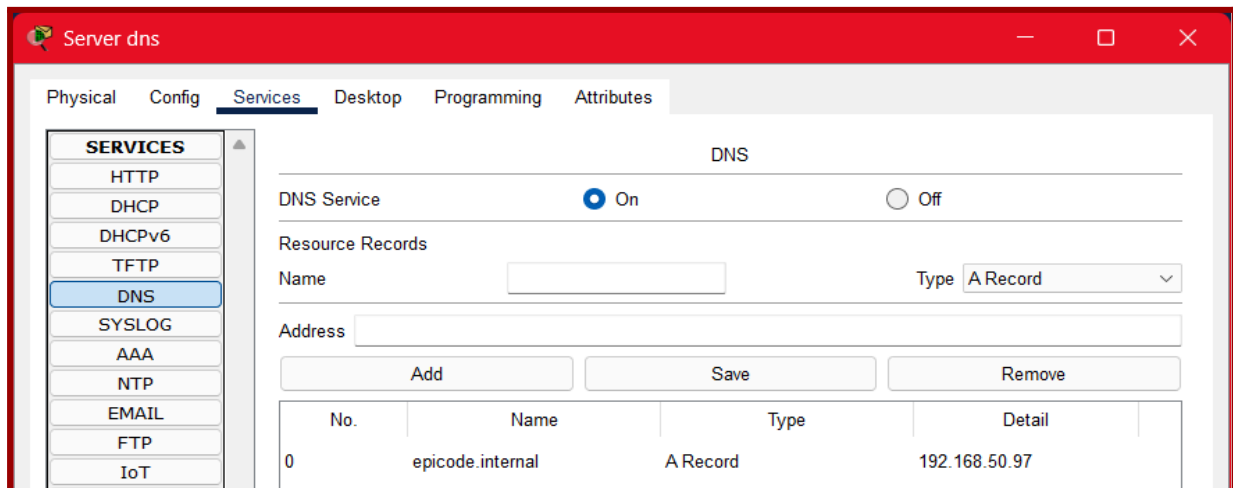 Server dns
Physical Config Services Desktop Programming Attributes
SERVICES
HTTP
DHCP
DHCPv6
TFTP
DNS
SYSLOG
AAA
NTP
EMAIL
FTP
IoT
DNS
DNS Service On Off
Resource Records
Name Type A Record
Address
Add Save Remove
No. Name Type Detail
0 epicode.internal A Record 192.168.50.97